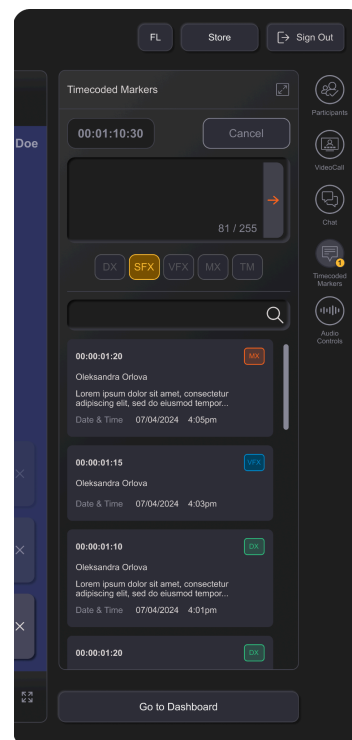 FL
Store
Sign Out
Timecoded Markers
Participants
00:01:10:30
Cancel
Doe
VideoCall
81 / 255
Chat
DX
SFX
VFX
MX
TM
1
Timecoded
Markers
Audio
Controls
00:00:01:20
MX
Oleksandra Orlova
Lorem ipsum dolor sit amet, consectetur
adipiscing elit, sed do eiusmod tempor...
Date & Time 07/04/2024 4:05pm
00:00:01:15
VFX
Oleksandra Orlova
Date & Time 07/04/2024 4:03pm
00:00:01:10
DX
Oleksandra Orlova
Lorem ipsum dolor sit amet, consectetur
adipiscing elit, sed do eiusmod tempor...
Date & Time 07/04/2024 4:01pm
00:00:01:20
DX
Go to Dashboard